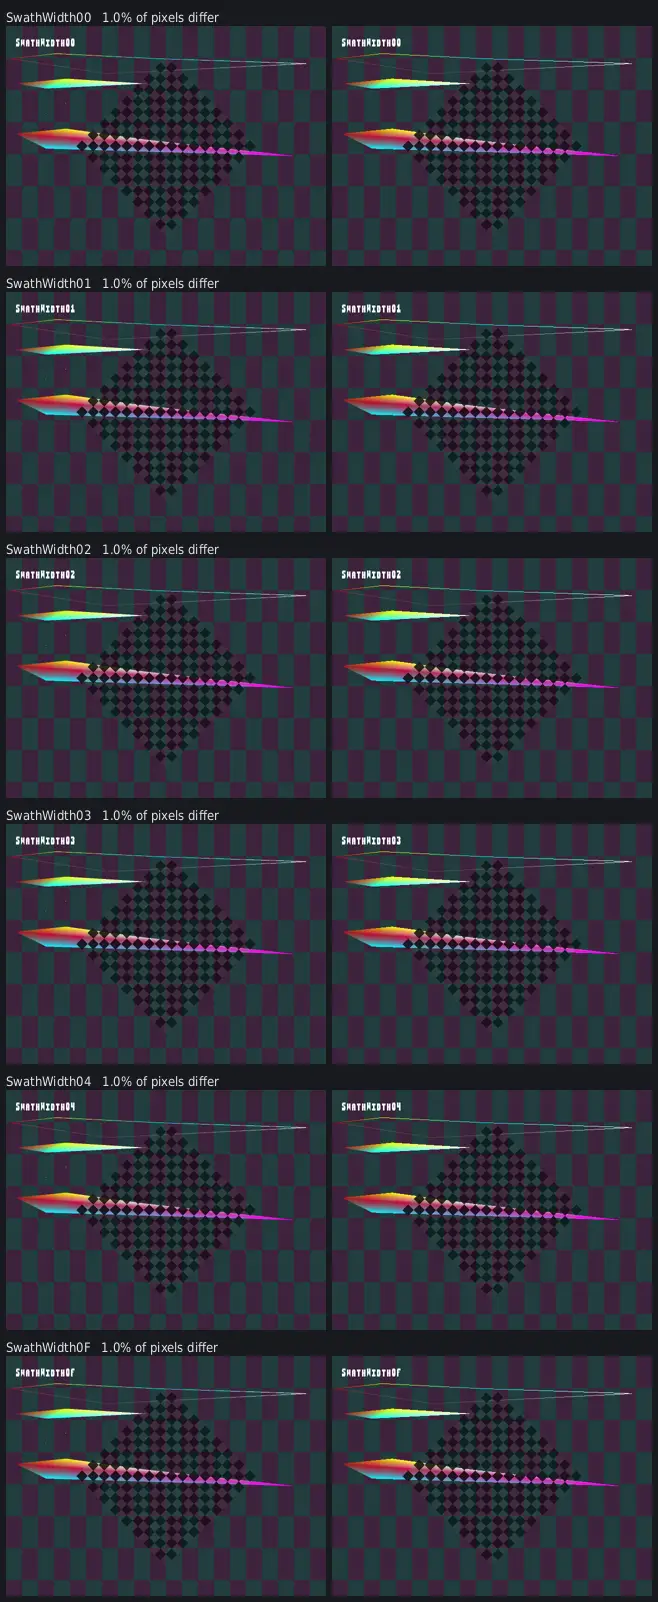 SwathWidth00 1.0% of pixels differ
SwathWidth00 SwathWidth00
SwathWidth01 1.0% of pixels differ
SwathWidth01 SwathWidth01
SwathWidth02 1.0% of pixels differ
SwathWidth02 SwathWidth02
SwathWidth03 1.0% of pixels differ
SwathWidth03 SwathWidth03
SwathWidth04 1.0% of pixels differ
SwathWidth04 SwathWidth04
SwathWidth0F 1.0% of pixels differ
SwathWidth0F SwathWidth0F